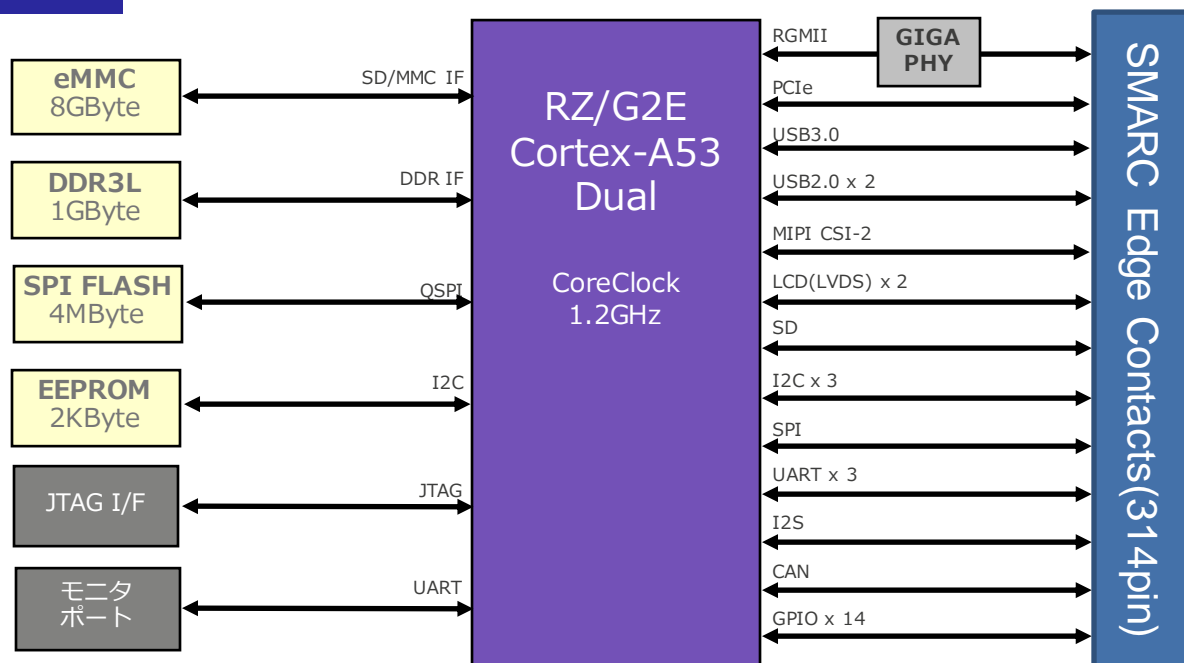 eMMC
8GByte
SD/MMC IF
DDR3L
1GByte
DDR IF
SPI FLASH
4MByte
QSPI
EEPROM
2KByte
I2C
JTAG I/F
JTAG
モニタ
ポート
UART
RZ/G2E
Cortex-A53
Dual
CoreClock
1.2GHz
RGMII
GIGA
PHY
PCIe
USB3.0
USB2.0 x 2
MIPI CSI-2
LCD(LVDS) x 2
SD
I2C x 3
SPI
UART x 3
I2S
CAN
GPIO x 14
SMARC Edge Contacts(314pin)